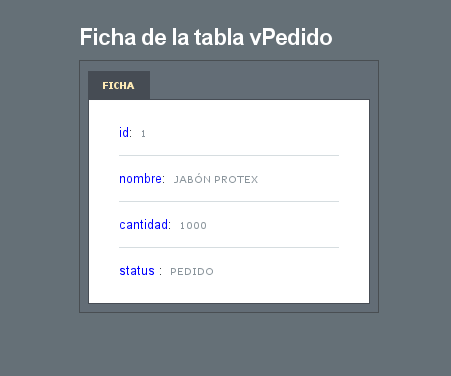 Ficha de la tabla vPedido
FICHA
id: 1
nombre: JABÓN PROTEX
cantidad: 1000
status : PEDIDO